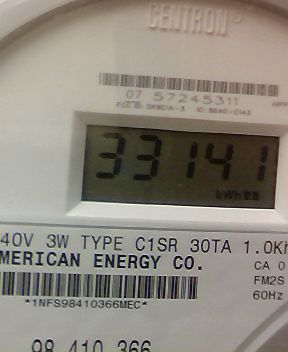 CENTRON
07 57245311
33141
kWh
40V 3W TYPE C1SR 30TA 1.0Kh
MERICAN ENERGY CO.
CA 0
FM2S
*1NFS98410366MEC*
60Hz
98 410 366